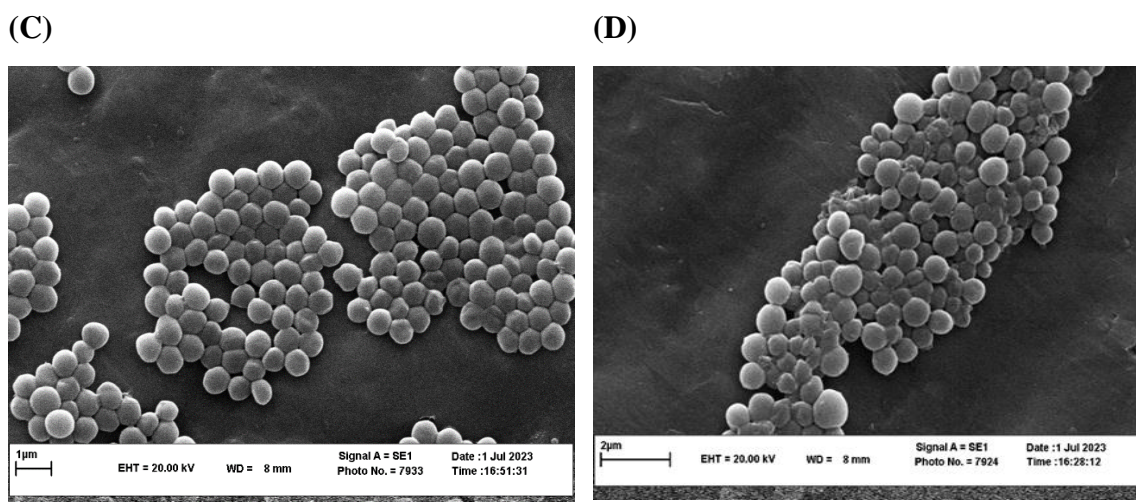 (C)
(D)
1µm
EHT = 20.00 kV
WD = 8 mm
Signal A = SE1
Photo No. = 7933
Date :1 Jul 2023
Time :16:51:31
2µm
EHT = 20.00 kV
WD = 8 mm
Signal A = SE1
Photo No. = 7924
Date :1 Jul 2023
Time :16:28:12